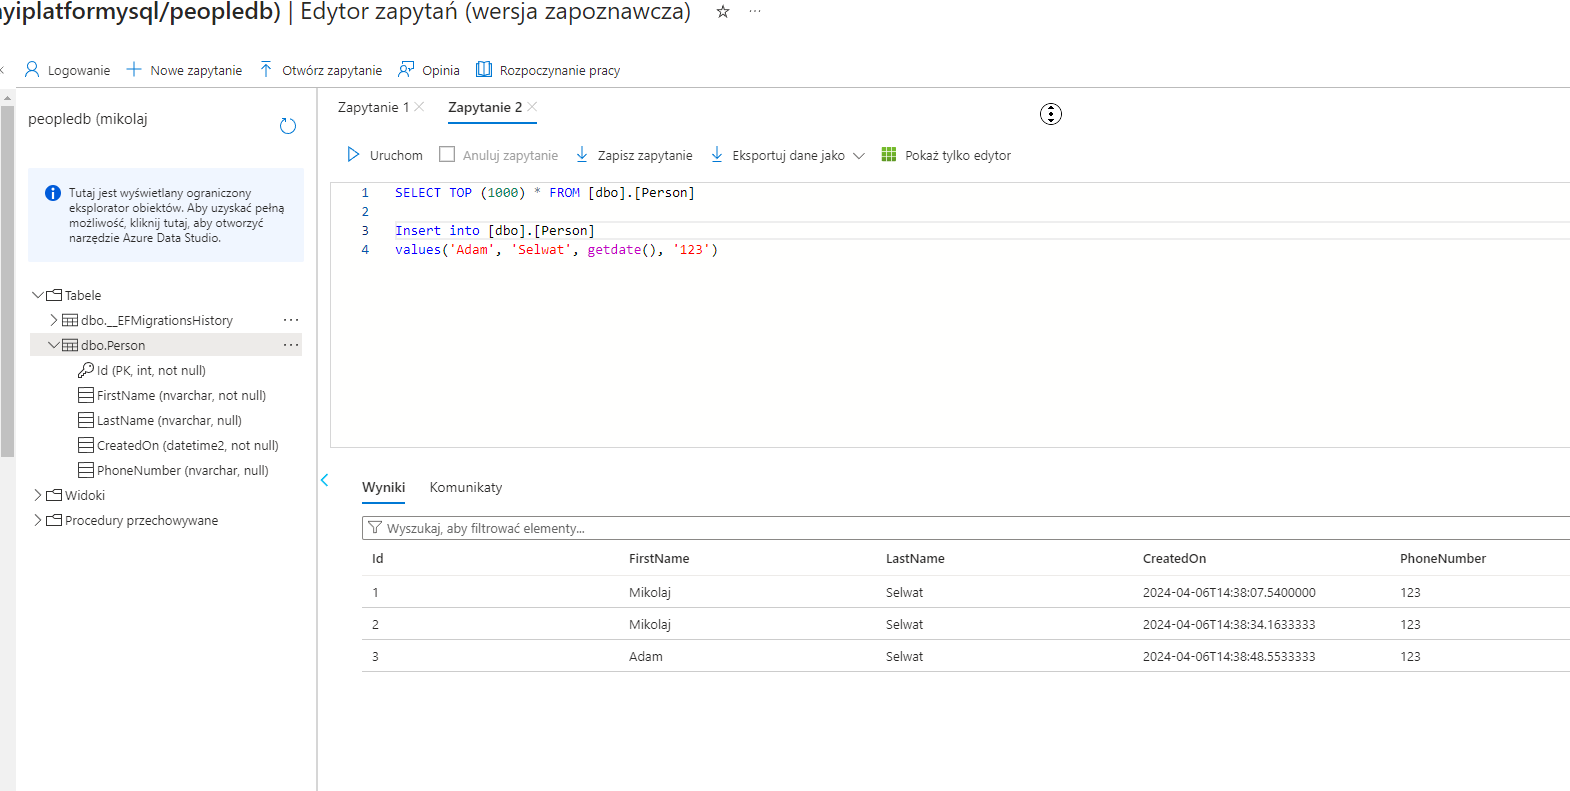 yiplatformysql/peopledb) | Edytor zapytań (wersja zapoznawcza)
Logowanie
Nowe zapytanie
Otwórz zapytanie
Opinia
Rozpoczynanie pracy
peopledb (mikolaj
Tutaj jest wyświetlany ograniczony
eksplorator obiektów. Aby uzyskać pełną
możliwość, kliknij tutaj, aby otworzyć
narzędzie Azure Data Studio.
Tabele
dbo.__EFMigrationsHistory
dbo.Person
Id (PK, int, not null)
FirstName (nvarchar, not null)
LastName (nvarchar, null)
CreatedOn (datetime2, not null)
PhoneNumber (nvarchar, null)
Widoki
Procedury przechowywane
Zapytanie 1
Zapytanie 2
Uruchom
Anuluj zapytanie
Zapisz zapytanie
Eksportuj dane jako
Pokaż tylko edytor
1 SELECT TOP (1000) * FROM [dbo].[Person]
2
3 Insert into [dbo].[Person]
4 values('Adam', 'Selwat', getdate(), '123')
Wyniki
Komunikaty
Wyszukaj, aby filtrować elementy...
Id FirstName LastName CreatedOn PhoneNumber
1 Mikolaj Selwat 2024-04-06T14:38:07.5400000 123
2 Mikolaj Selwat 2024-04-06T14:38:34.1633333 123
3 Adam Selwat 2024-04-06T14:38:48.5533333 123